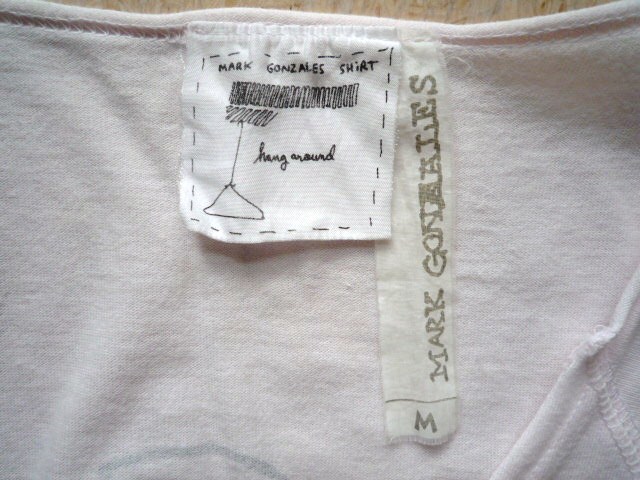 MARK GONZALES SHiRT
hang around
MARK GONZALES
M